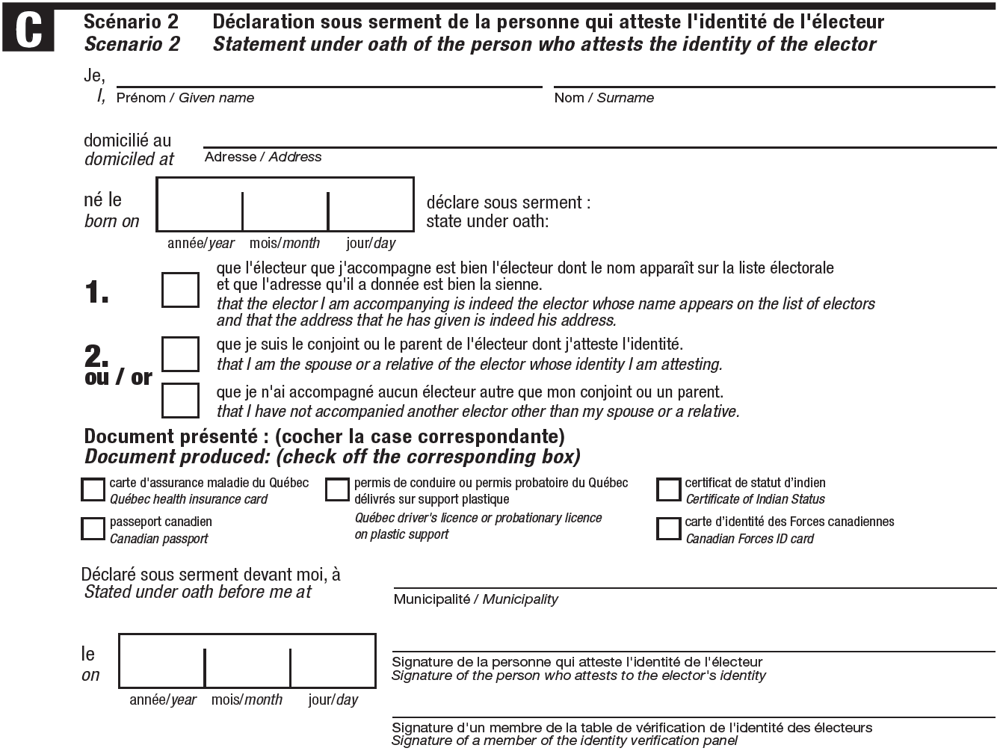 C
Scénario 2 Déclaration sous serment de la personne qui atteste l'identité de l'électeur
Scenario 2 Statement under oath of the person who attests the identity of the elector
Je,
I,
Prénom / Given name
Nom / Surname
domicilié au
domiciled at
Adresse / Address
né le
born on
année/year mois/month jour/day
déclare sous serment :
state under oath:
1.
que l'électeur que j'accompagne est bien l'électeur dont le nom apparaît sur la liste électorale
et que l'adresse qu'il a donnée est bien la sienne.
that the elector I am accompanying is indeed the elector whose name appears on the list of electors
and that the address that he has given is indeed his address.
2.
ou / or
que je suis le conjoint ou le parent de l'électeur dont j'atteste l'identité.
that I am the spouse or a relative of the elector whose identity I am attesting.
que je n'ai accompagné aucun électeur autre que mon conjoint ou un parent.
that I have not accompanied another elector other than my spouse or a relative.
Document présenté : (cocher la case correspondante)
Document produced: (check off the corresponding box)
carte d'assurance maladie du Québec
Québec health insurance card
passeport canadien
Canadian passport
permis de conduire ou permis probatoire du Québec
délivrés sur support plastique
Québec driver's licence or probationary licence
on plastic support
certificat de statut d'indien
Certificate of Indian Status
carte d'identité des Forces canadiennes
Canadian Forces ID card
Déclaré sous serment devant moi, à
Stated under oath before me at
Municipalité / Municipality
le
on
année/year mois/month jour/day
Signature de la personne qui atteste l'identité de l'électeur
Signature of the person who attests to the elector's identity
Signature d'un membre de la table de vérification de l'identité des électeurs
Signature of a member of the identity verification panel